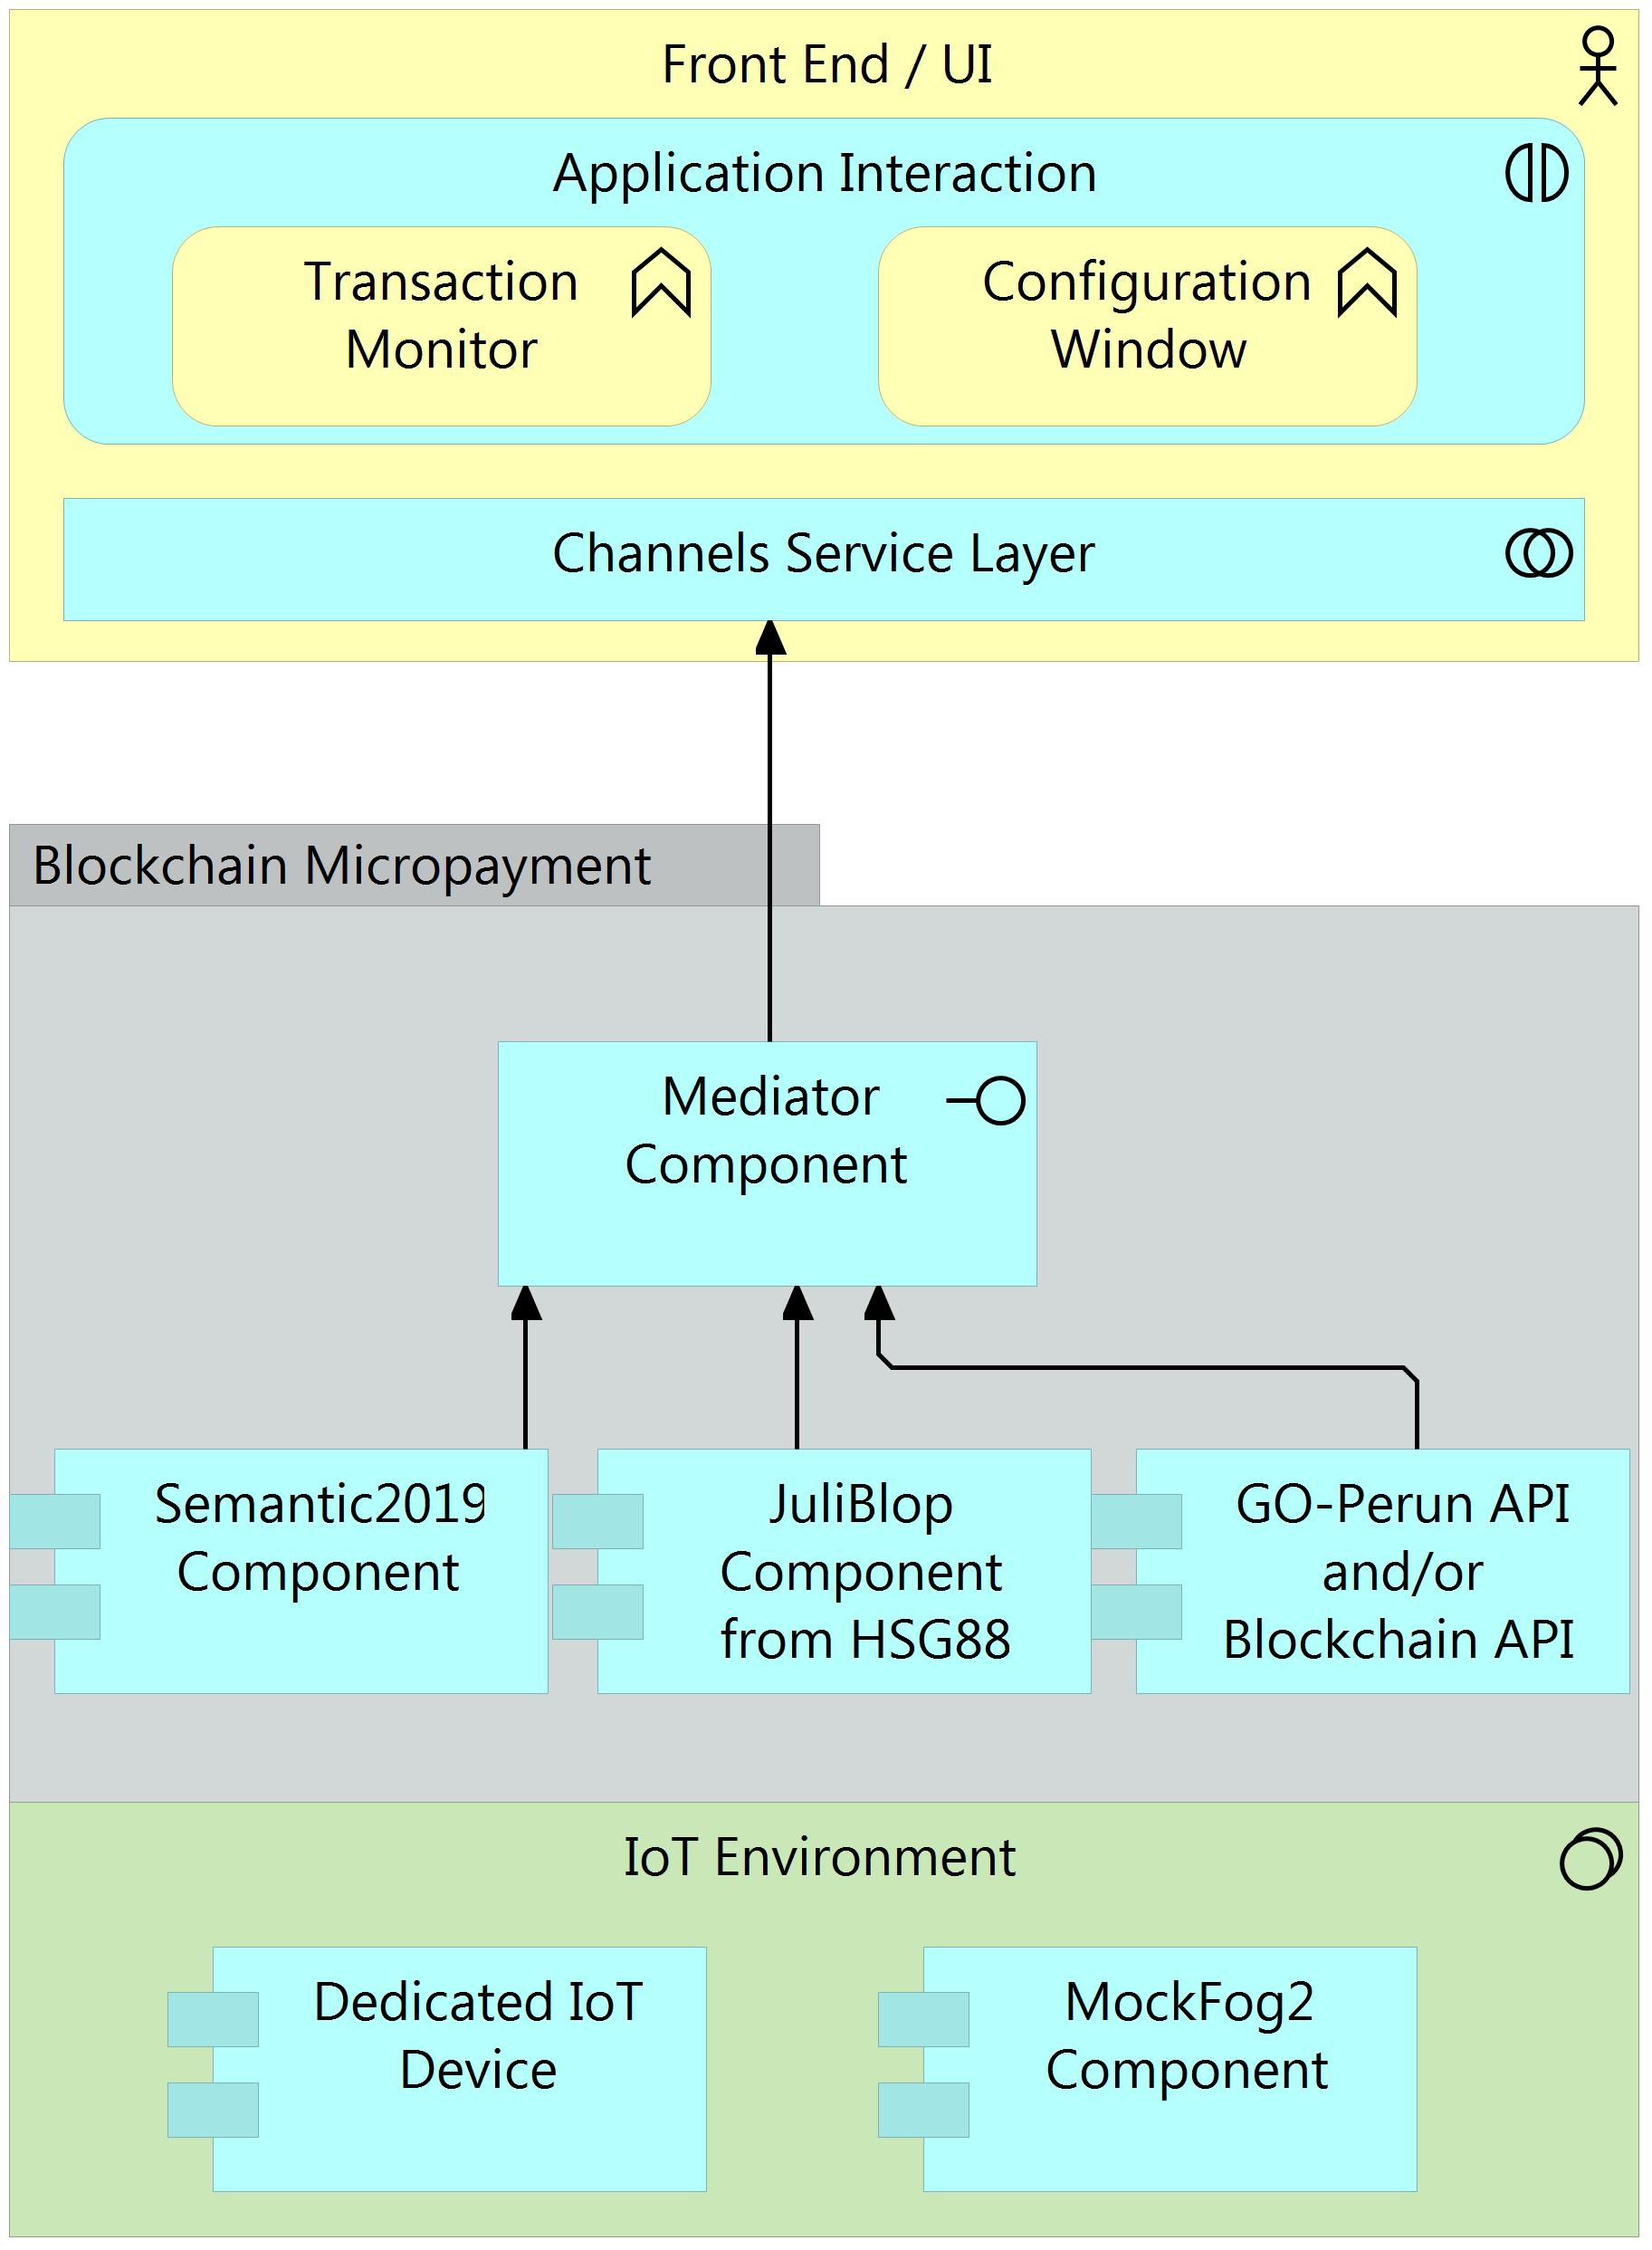 Front End / UI
Application Interaction
Transaction
Monitor
Configuration
Window
Channels Service Layer
Blockchain Micropayment
Mediator
Component
Semantic2019
Component
JuliBlop
Component
from HSG88
GO-Perun API
and/or
Blockchain API
IoT Environment
Dedicated IoT
Device
MockFog2
Component